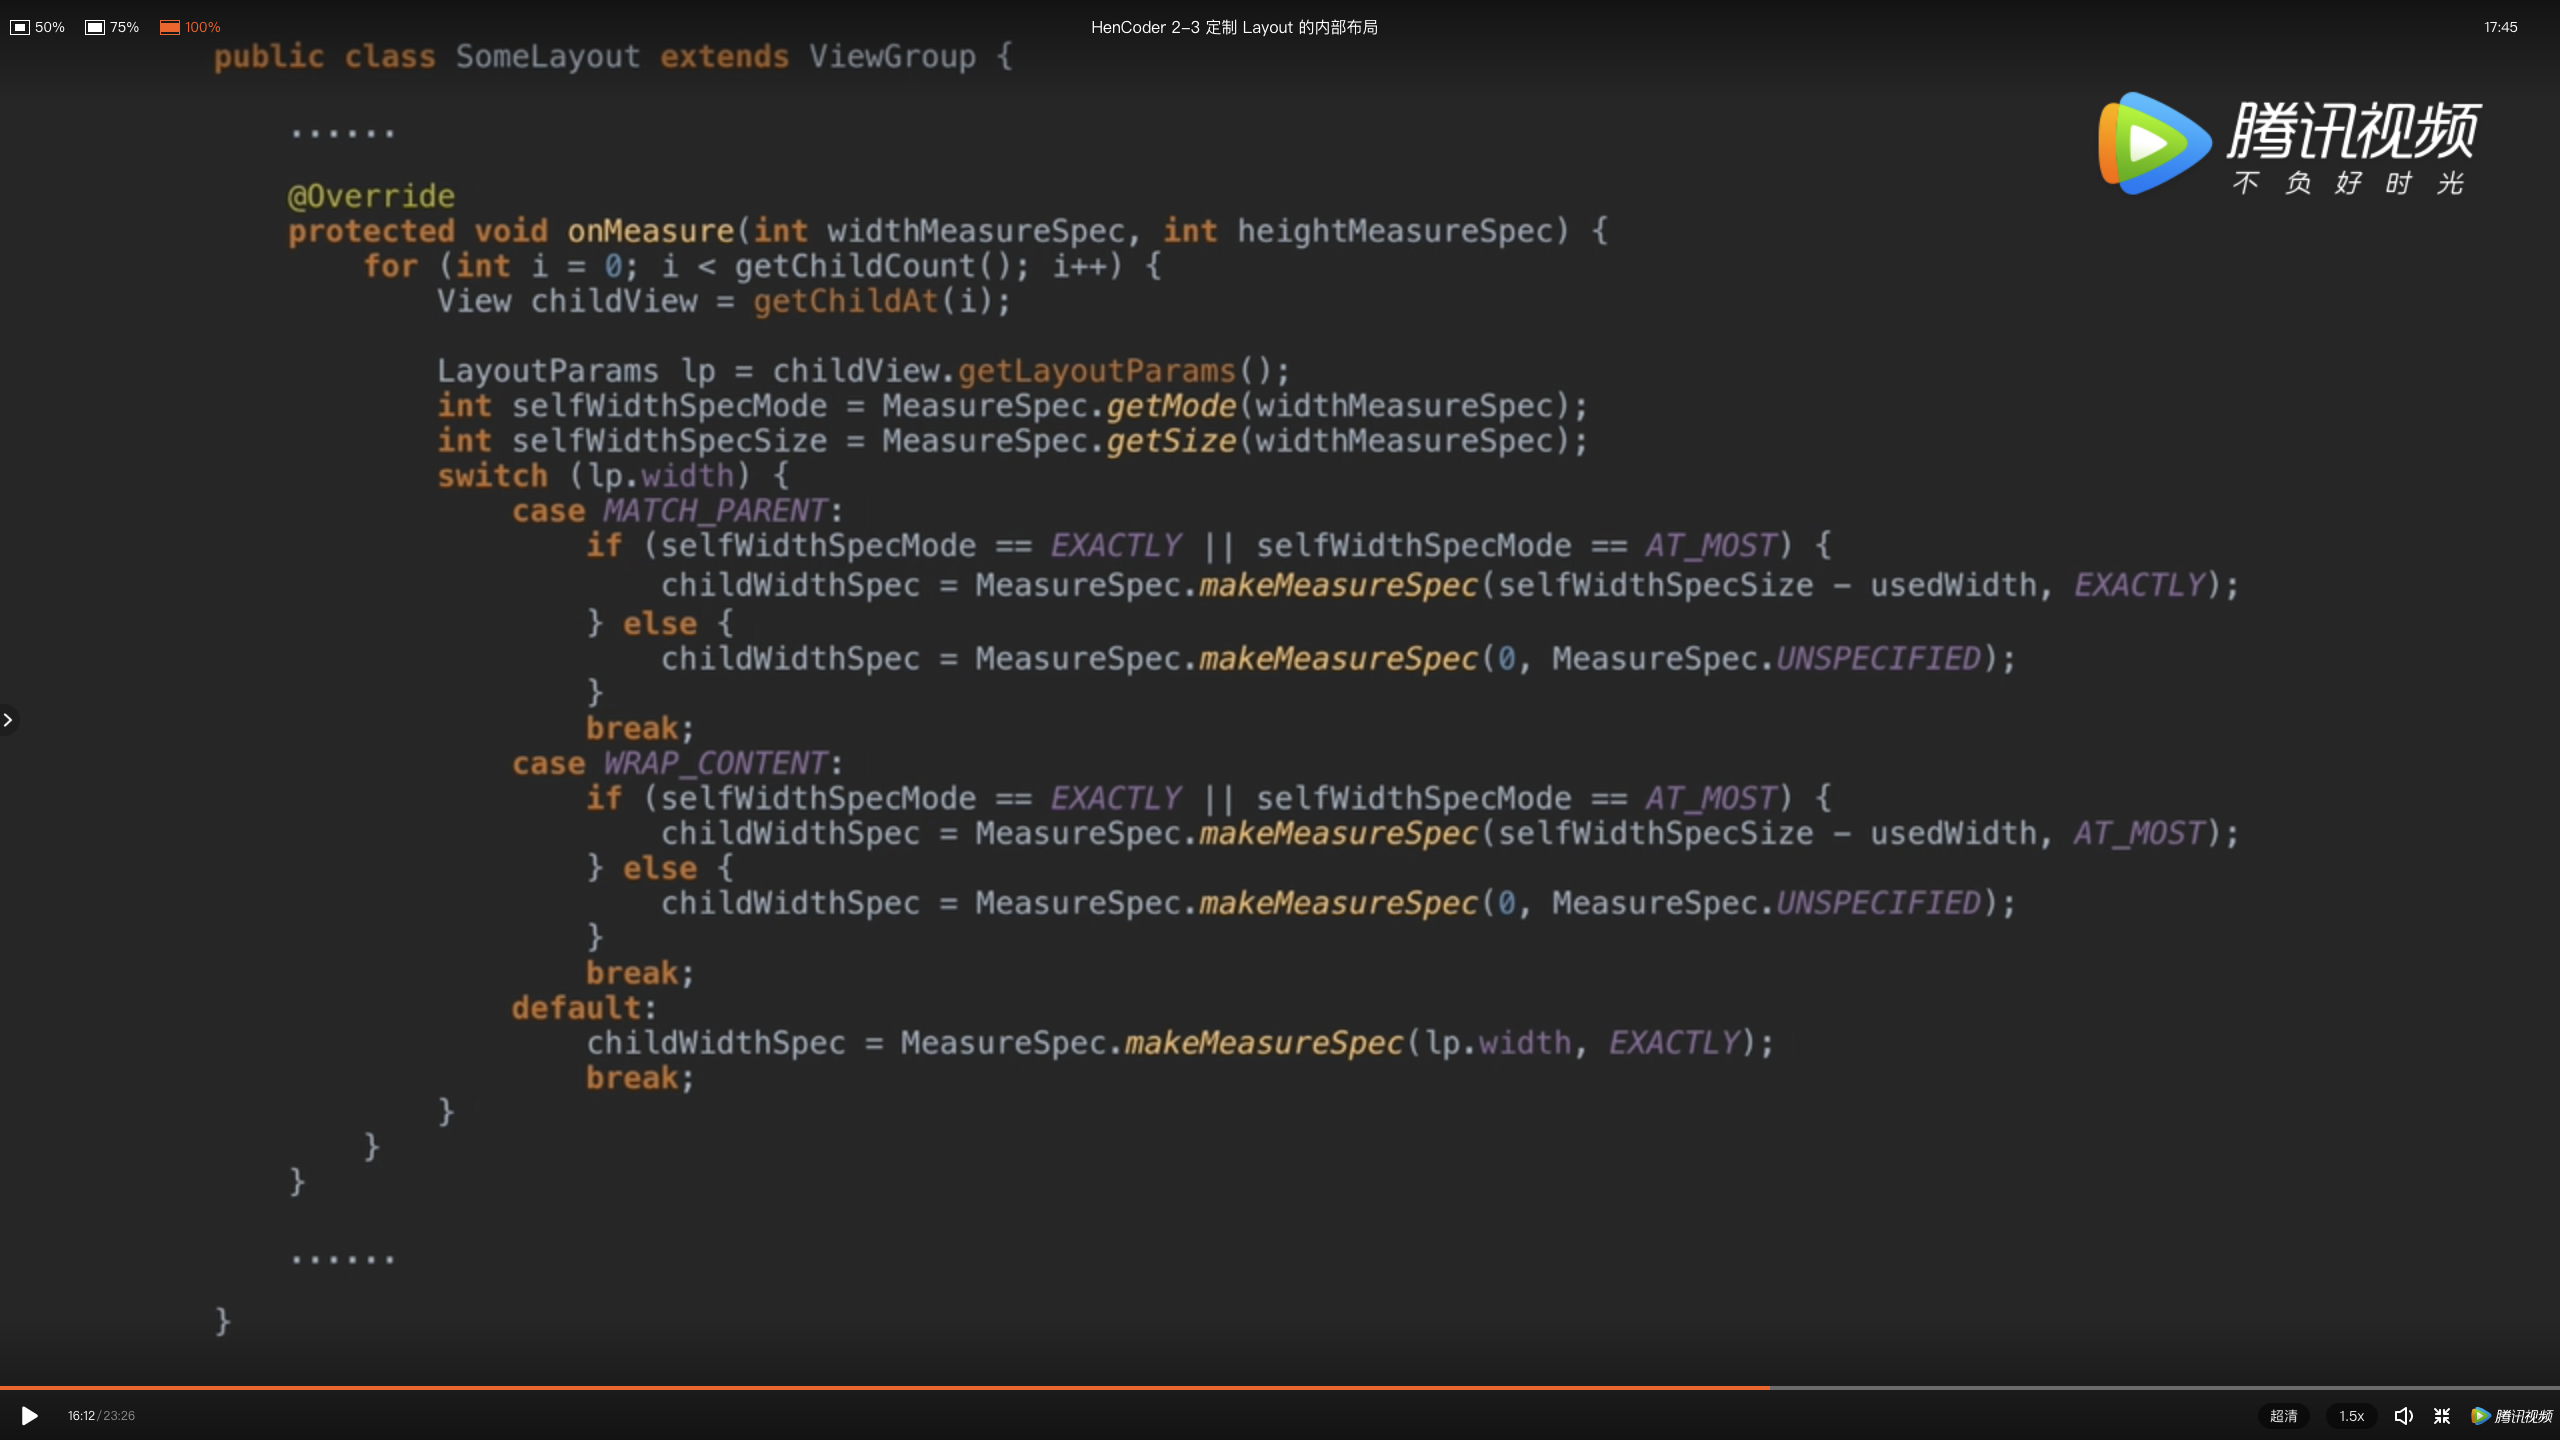 50% 75% 100% HenCoder 2-3 定制 Layout 的内部布局 17:45
public class SomeLayout extends ViewGroup {
......
腾讯视频
不负好时光
@Override
protected void onMeasure(int widthMeasureSpec, int heightMeasureSpec) {
for (int i = 0; i < getChildCount(); i++) {
View childView = getChildAt(i);
LayoutParams lp = childView.getLayoutParams();
int selfWidthSpecMode = MeasureSpec.getMode(widthMeasureSpec);
int selfWidthSpecSize = MeasureSpec.getSize(widthMeasureSpec);
switch (lp.width) {
case MATCH_PARENT:
if (selfWidthSpecMode == EXACTLY || selfWidthSpecMode == AT_MOST) {
childWidthSpec = MeasureSpec.makeMeasureSpec(selfWidthSpecSize - usedWidth, EXACTLY);
} else {
childWidthSpec = MeasureSpec.makeMeasureSpec(0, MeasureSpec.UNSPECIFIED);
}
break;
case WRAP_CONTENT:
if (selfWidthSpecMode == EXACTLY || selfWidthSpecMode == AT_MOST) {
childWidthSpec = MeasureSpec.makeMeasureSpec(selfWidthSpecSize - usedWidth, AT_MOST);
} else {
childWidthSpec = MeasureSpec.makeMeasureSpec(0, MeasureSpec.UNSPECIFIED);
}
break;
default:
childWidthSpec = MeasureSpec.makeMeasureSpec(lp.width, EXACTLY);
break;
}
}
}
......
}
16:12/23:26 超清 1.5x 腾讯视频